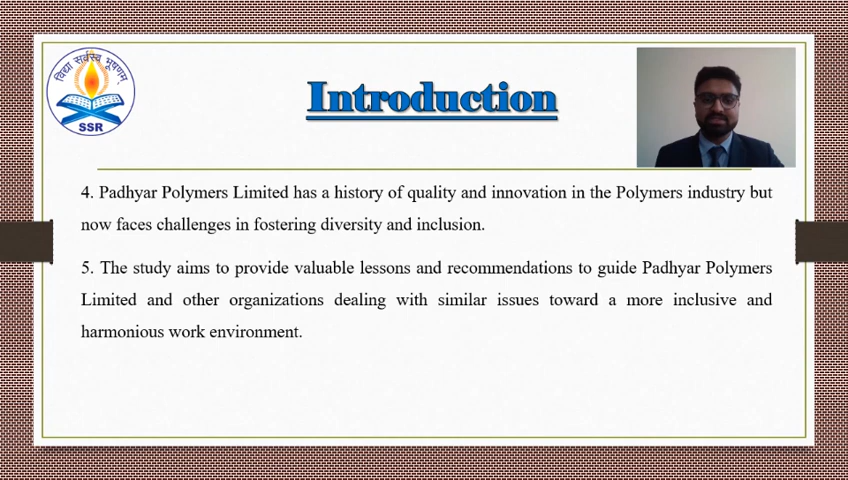 विद्या सर्वस्व भूषणम्
SSR
Introduction
4. Padhyar Polymers Limited has a history of quality and innovation in the Polymers industry but
now faces challenges in fostering diversity and inclusion.
5. The study aims to provide valuable lessons and recommendations to guide Padhyar Polymers
Limited and other organizations dealing with similar issues toward a more inclusive and
harmonious work environment.